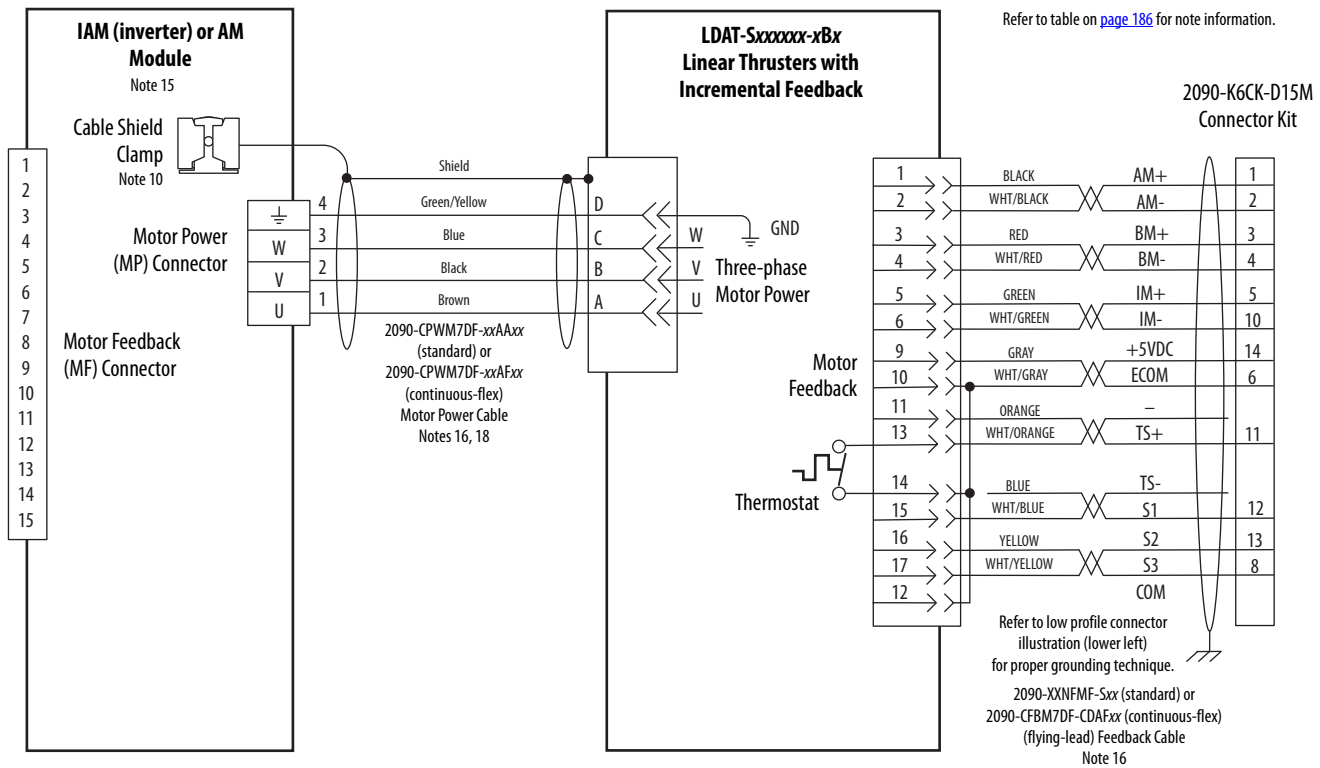 IAM (inverter) or AM
Module
Note 15
Cable Shield
Clamp
Note 10
1
2
3
4
5
6
7
8
9
10
11
12
13
14
15
Motor Power
(MP) Connector
W
V
U
4
3
2
1
Motor Feedback
(MF) Connector
Shield
Green/Yellow
Blue
Black
Brown
2090-CPWM7DF-xxAAxx
(standard) or
2090-CPWM7DF-xxAFxx
(continuous-flex)
Motor Power Cable
Notes 16, 18
LDAT-Sxxxxxx-xBx
Linear Thrusters with
Incremental Feedback
D
C
B
A
W
V
U
GND
Three-phase
Motor Power
Motor
Feedback
Thermostat
1
2
3
4
5
6
9
10
11
13
14
15
16
17
12
Refer to table on page 186 for note information.
2090-K6CK-D15M
Connector Kit
BLACK AM+ 1
WHT/BLACK AM- 2
RED BM+ 3
WHT/RED BM- 4
GREEN IM+ 5
WHT/GREEN IM- 10
GRAY +5VDC 14
WHT/GRAY ECOM 6
ORANGE –
WHT/ORANGE TS+ 11
BLUE TS-
WHT/BLUE S1 12
YELLOW S2 13
WHT/YELLOW S3 8
COM
Refer to low profile connector
illustration (lower left)
for proper grounding technique.
2090-XXNFMF-Sxx (standard) or
2090-CFBM7DF-CDAFxx (continuous-flex)
(flying-lead) Feedback Cable
Note 16